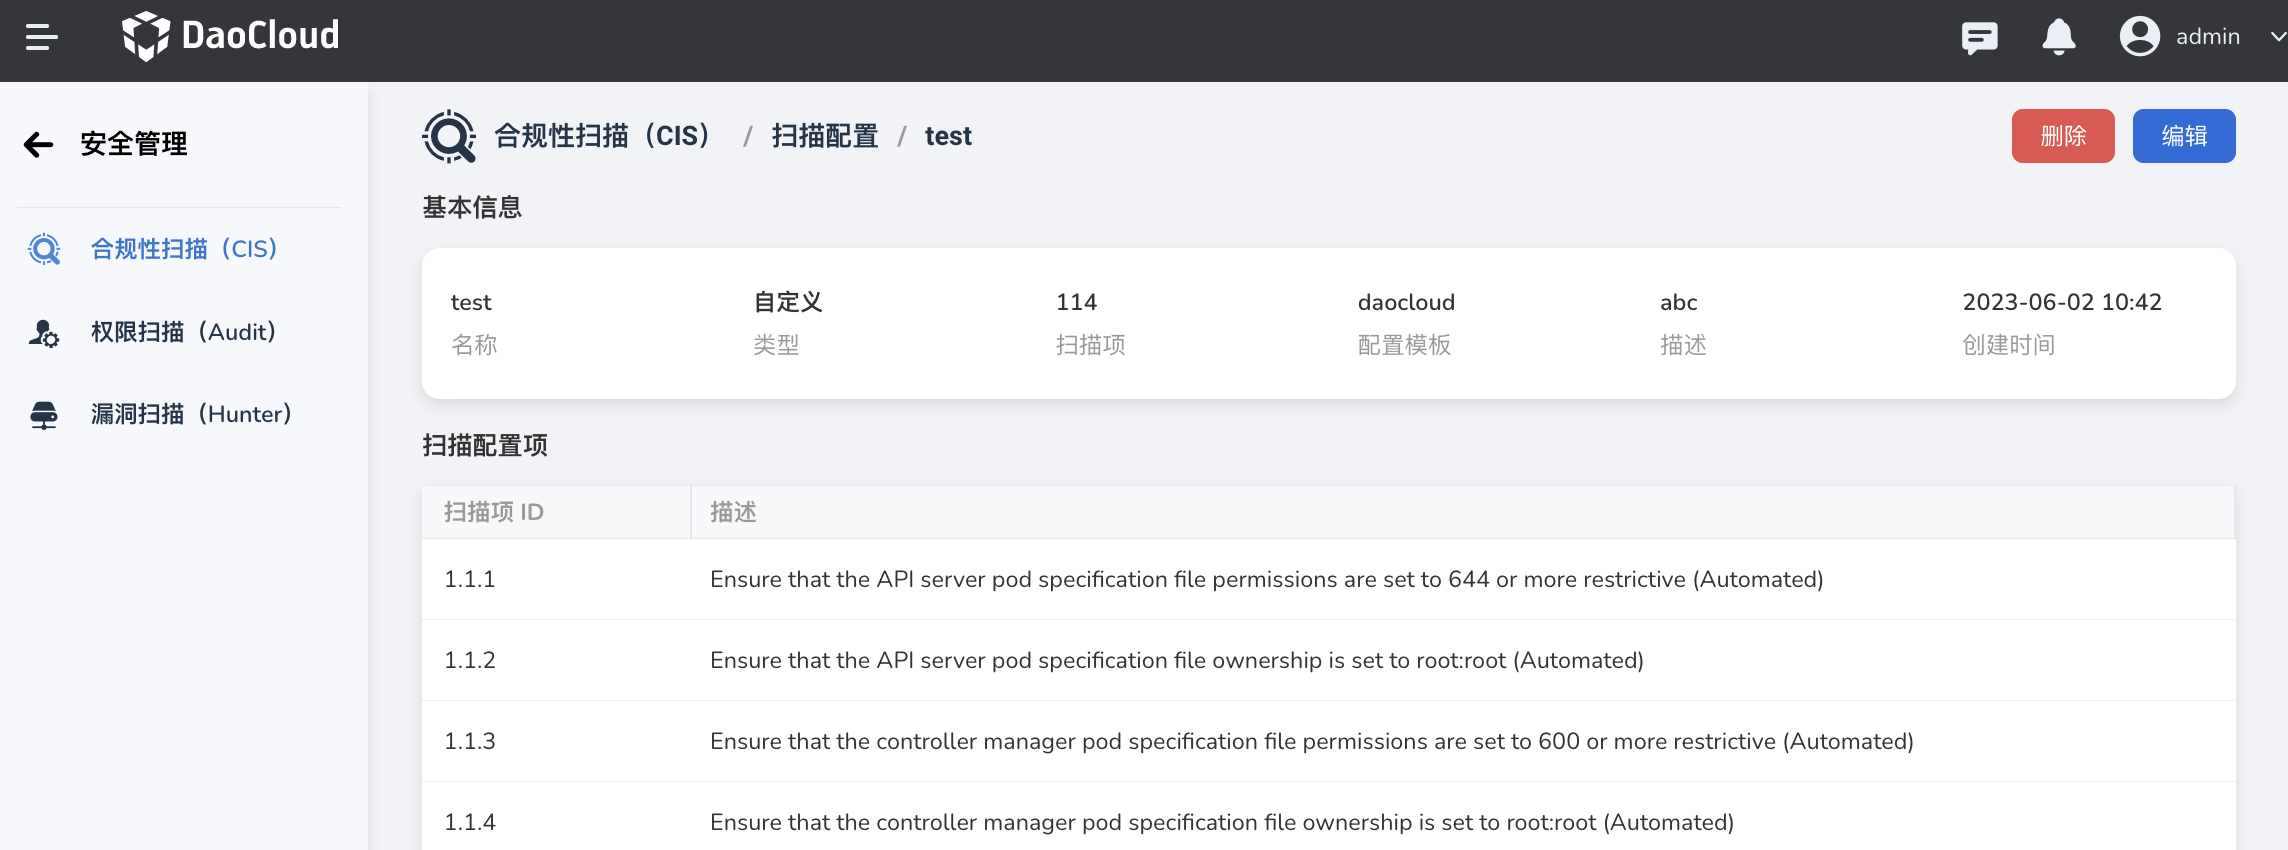 DaoCloud
admin
安全管理
合规性扫描（CIS）
权限扫描（Audit）
漏洞扫描（Hunter）
合规性扫描（CIS） / 扫描配置 / test
删除 编辑
基本信息
test 自定义 114 daocloud abc 2023-06-02 10:42
名称 类型 扫描项 配置模板 描述 创建时间
扫描配置项
扫描项 ID 描述
1.1.1 Ensure that the API server pod specification file permissions are set to 644 or more restrictive (Automated)
1.1.2 Ensure that the API server pod specification file ownership is set to root:root (Automated)
1.1.3 Ensure that the controller manager pod specification file permissions are set to 600 or more restrictive (Automated)
1.1.4 Ensure that the controller manager pod specification file ownership is set to root:root (Automated)